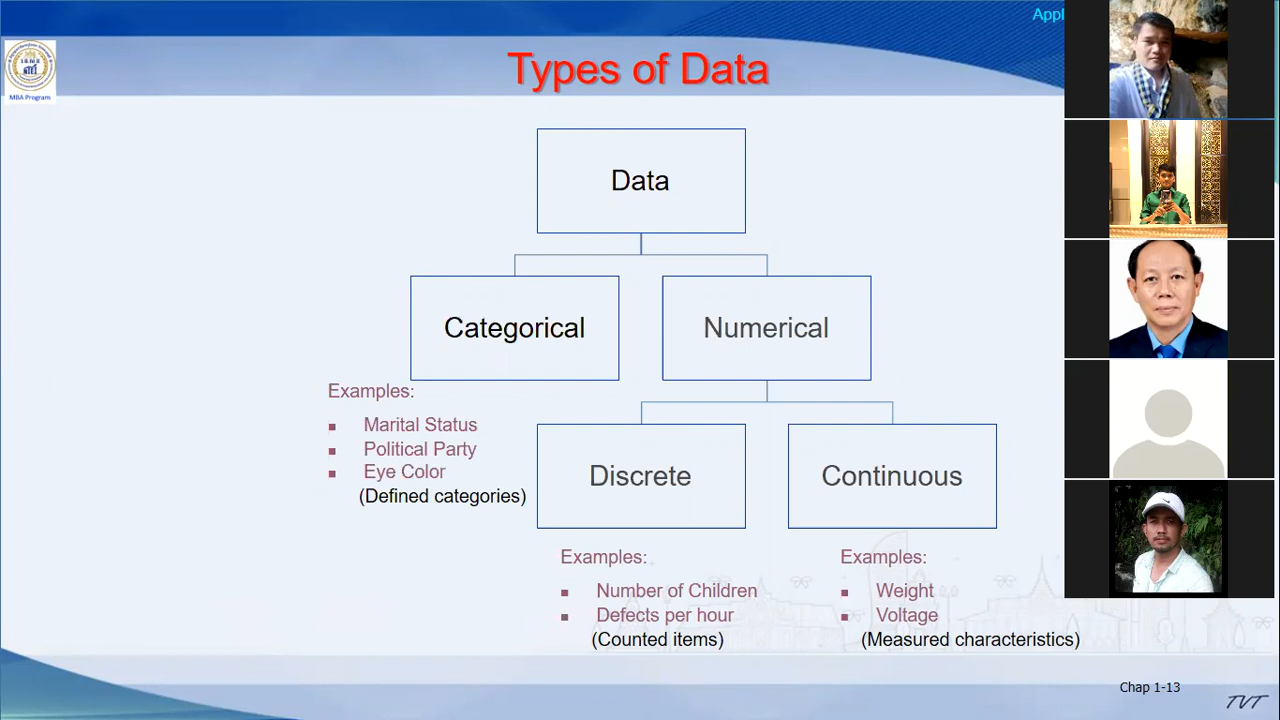 Appl
Types of Data
MBA Program
Data
Categorical
Numerical
Examples:
Marital Status
Political Party
Eye Color
(Defined categories)
Discrete
Continuous
Examples:
Number of Children
Defects per hour
(Counted items)
Examples:
Weight
Voltage
(Measured characteristics)
Chap 1-13
TVT